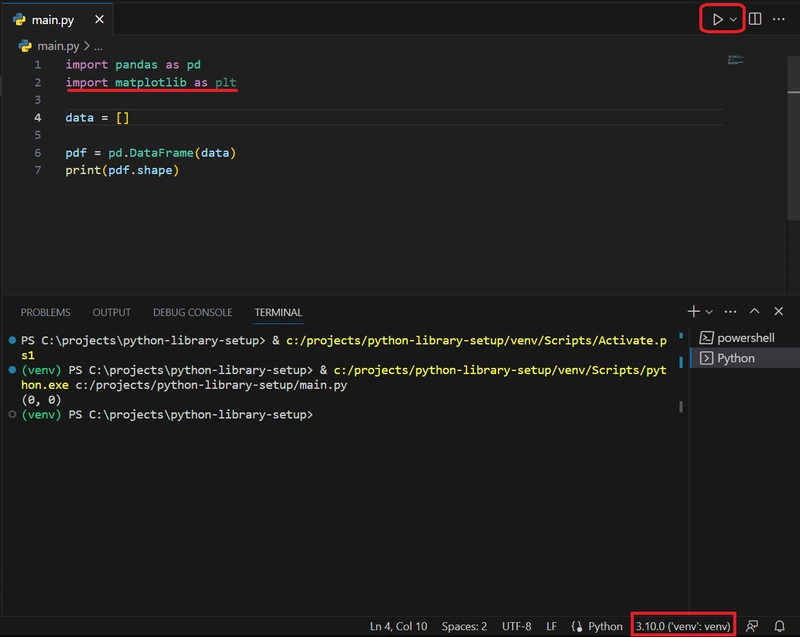 main.py
main.py > ...
1 import pandas as pd
2 import matplotlib as plt
3
4 data = []
5
6 pdf = pd.DataFrame(data)
7 print(pdf.shape)
PROBLEMS OUTPUT DEBUG CONSOLE TERMINAL
PS C:\projects\python-library-setup> & c:/projects/python-library-setup/venv/Scripts/Activate.p
s1
(venv) PS C:\projects\python-library-setup> & c:/projects/python-library-setup/venv/Scripts/pyt
hon.exe c:/projects/python-library-setup/main.py
(0, 0)
(venv) PS C:\projects\python-library-setup>
powershell
Python
Ln 4, Col 10 Spaces: 2 UTF-8 LF Python 3.10.0 ('venv': venv)